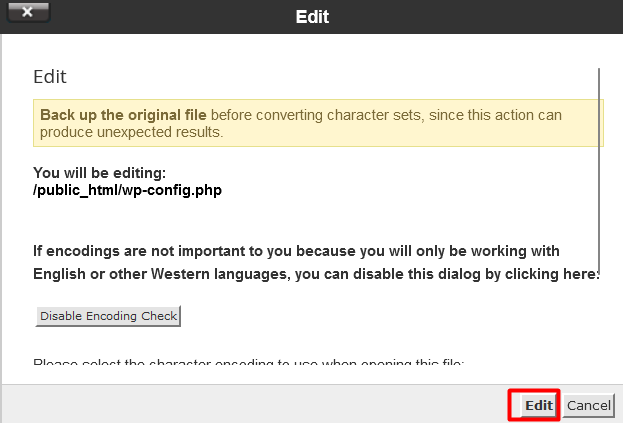 Edit
Edit
Back up the original file before converting character sets, since this action can
produce unexpected results.
You will be editing:
/public_html/wp-config.php
If encodings are not important to you because you will only be working with
English or other Western languages, you can disable this dialog by clicking here:
Disable Encoding Check
Please select the character encoding to use when opening this file:
Edit
Cancel